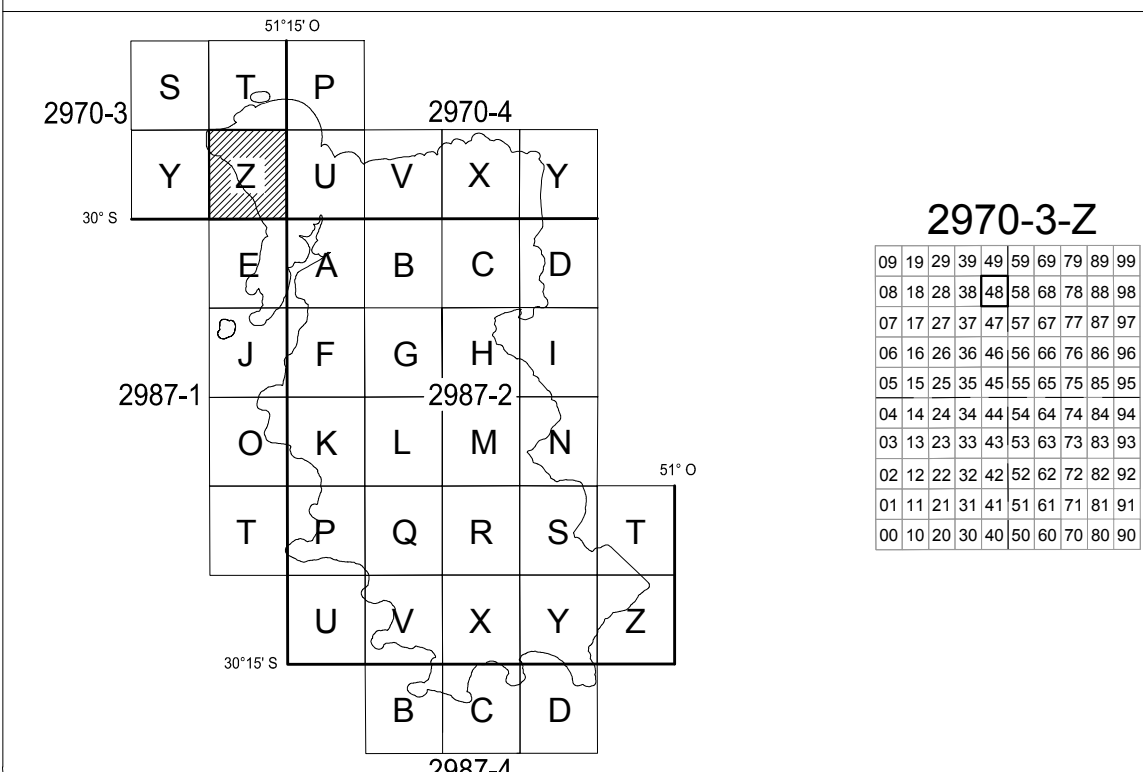 51°15' O
S T P
2970-3 2970-4
Y Z U V X Y
30° S
E A B C D
J F G H I
2987-1 2987-2
O K L M N
51° O
T P Q R S T
U V X Y Z
30°15' S
B C D
2987-4
2970-3-Z
09 19 29 39 49 59 69 79 89 99
08 18 28 38 48 58 68 78 88 98
07 17 27 37 47 57 67 77 87 97
06 16 26 36 46 56 66 76 86 96
05 15 25 35 45 55 65 75 85 95
04 14 24 34 44 54 64 74 84 94
03 13 23 33 43 53 63 73 83 93
02 12 22 32 42 52 62 72 82 92
01 11 21 31 41 51 61 71 81 91
00 10 20 30 40 50 60 70 80 90